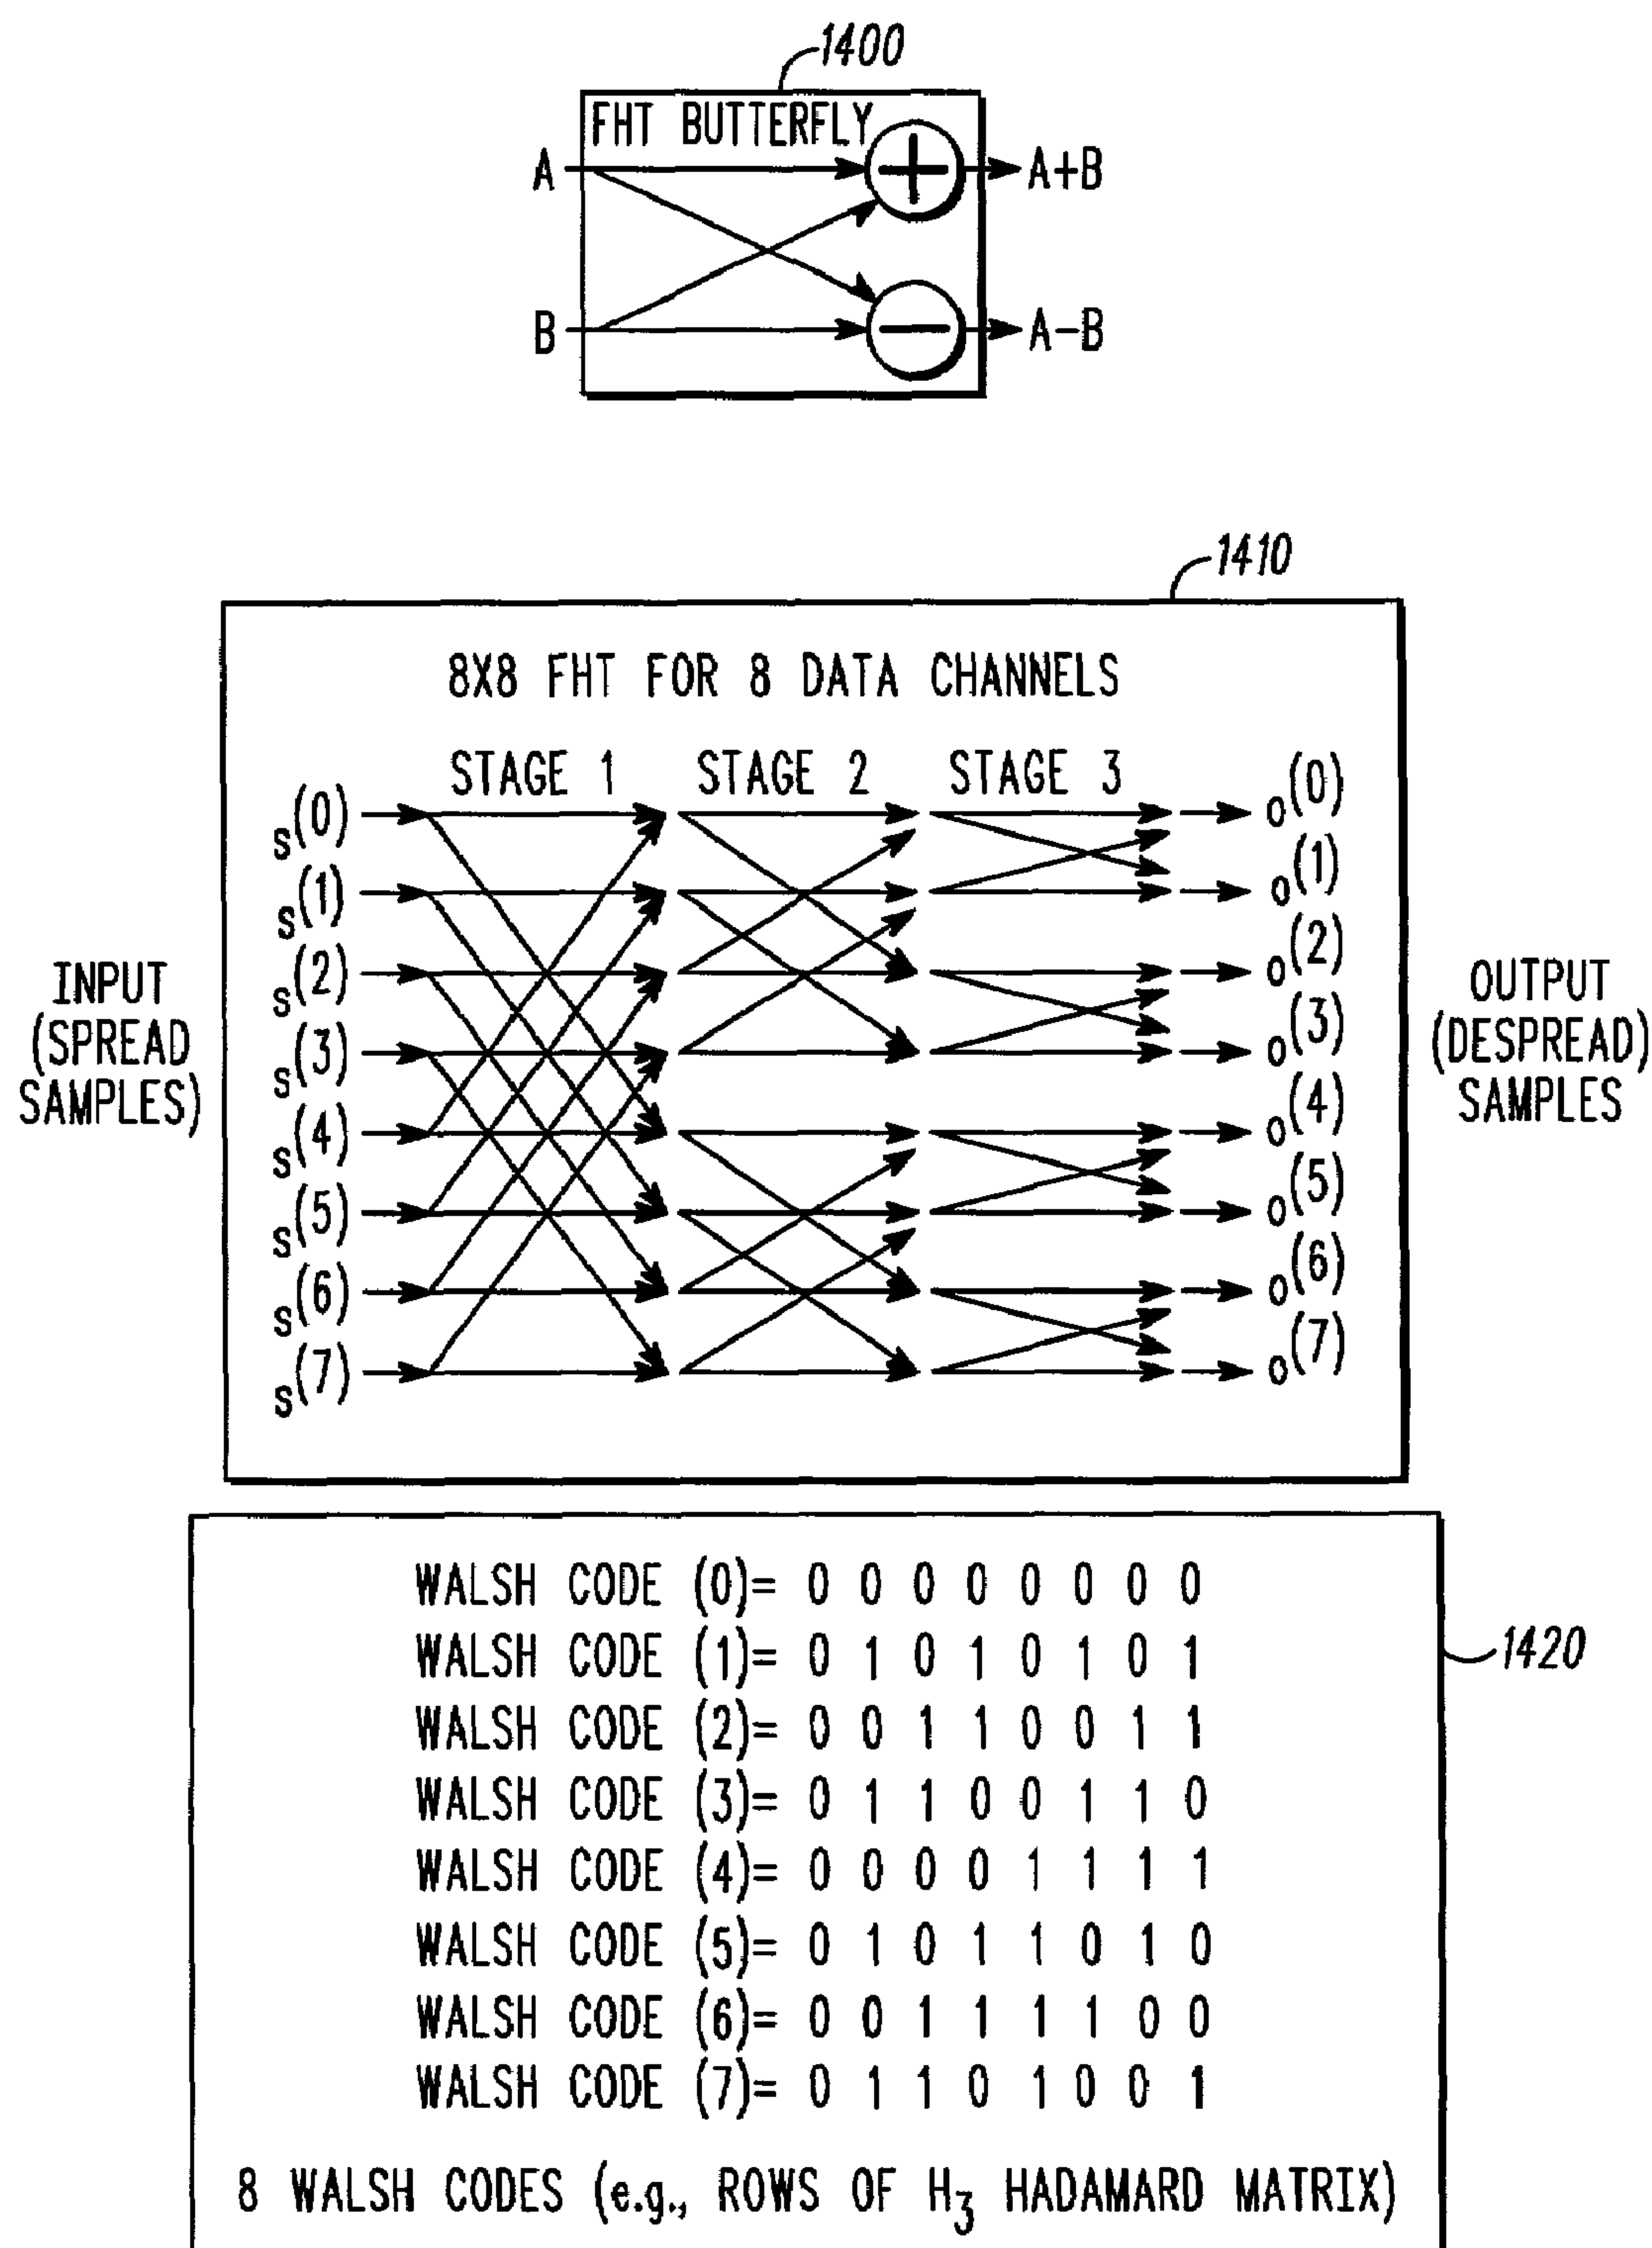 1400
FHT BUTTERFLY
A
A+B
B
A−B
1410
8X8 FHT FOR 8 DATA CHANNELS
STAGE 1 STAGE 2 STAGE 3
s(0)
s(1)
s(2)
s(3)
s(4)
s(5)
s(6)
s(7)
o(0)
o(1)
o(2)
o(3)
o(4)
o(5)
o(6)
o(7)
INPUT
(SPREAD
SAMPLES)
OUTPUT
(DESPREAD)
SAMPLES
WALSH CODE (0)= 0 0 0 0 0 0 0 0
WALSH CODE (1)= 0 1 0 1 0 1 0 1
1420
WALSH CODE (2)= 0 0 1 1 0 0 1 1
WALSH CODE (3)= 0 1 1 0 0 1 1 0
WALSH CODE (4)= 0 0 0 0 1 1 1 1
WALSH CODE (5)= 0 1 0 1 1 0 1 0
WALSH CODE (6)= 0 0 1 1 1 1 0 0
WALSH CODE (7)= 0 1 1 0 1 0 0 1
8 WALSH CODES (e.g., ROWS OF H3 HADAMARD MATRIX)